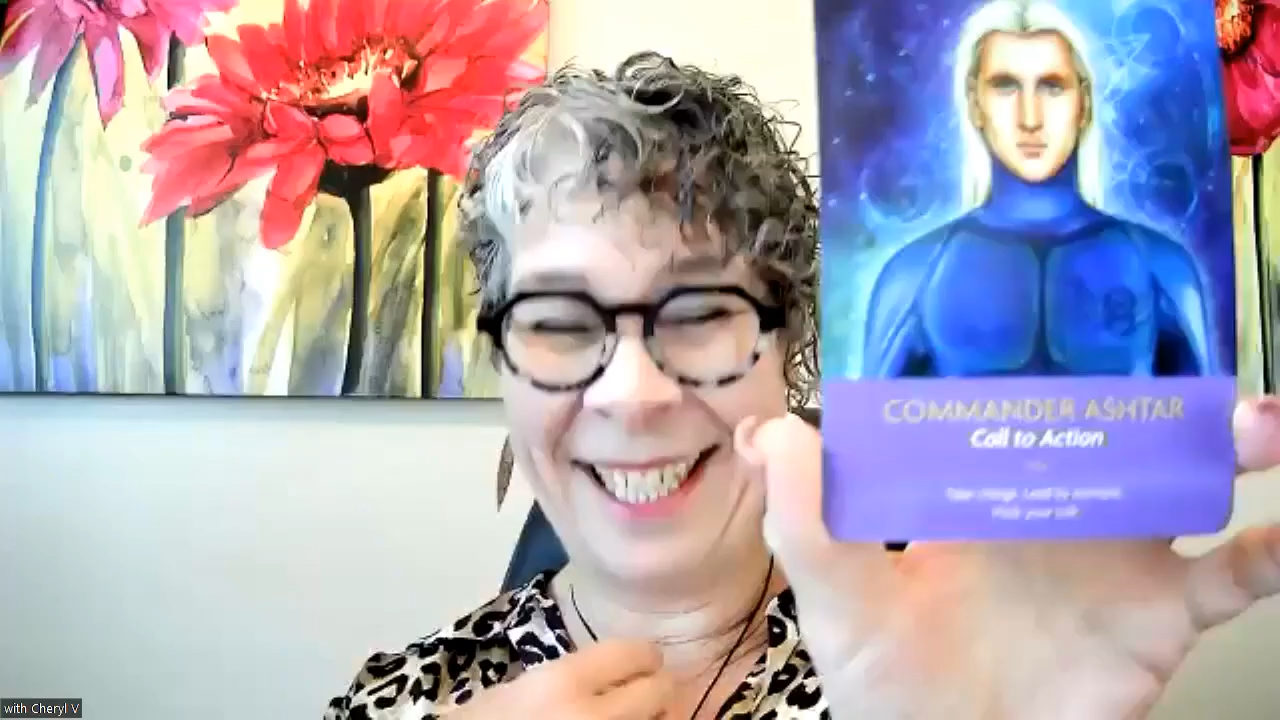 COMMANDER ASHTAR
Call to Action
Take charge. Lead by example.
with Cheryl V